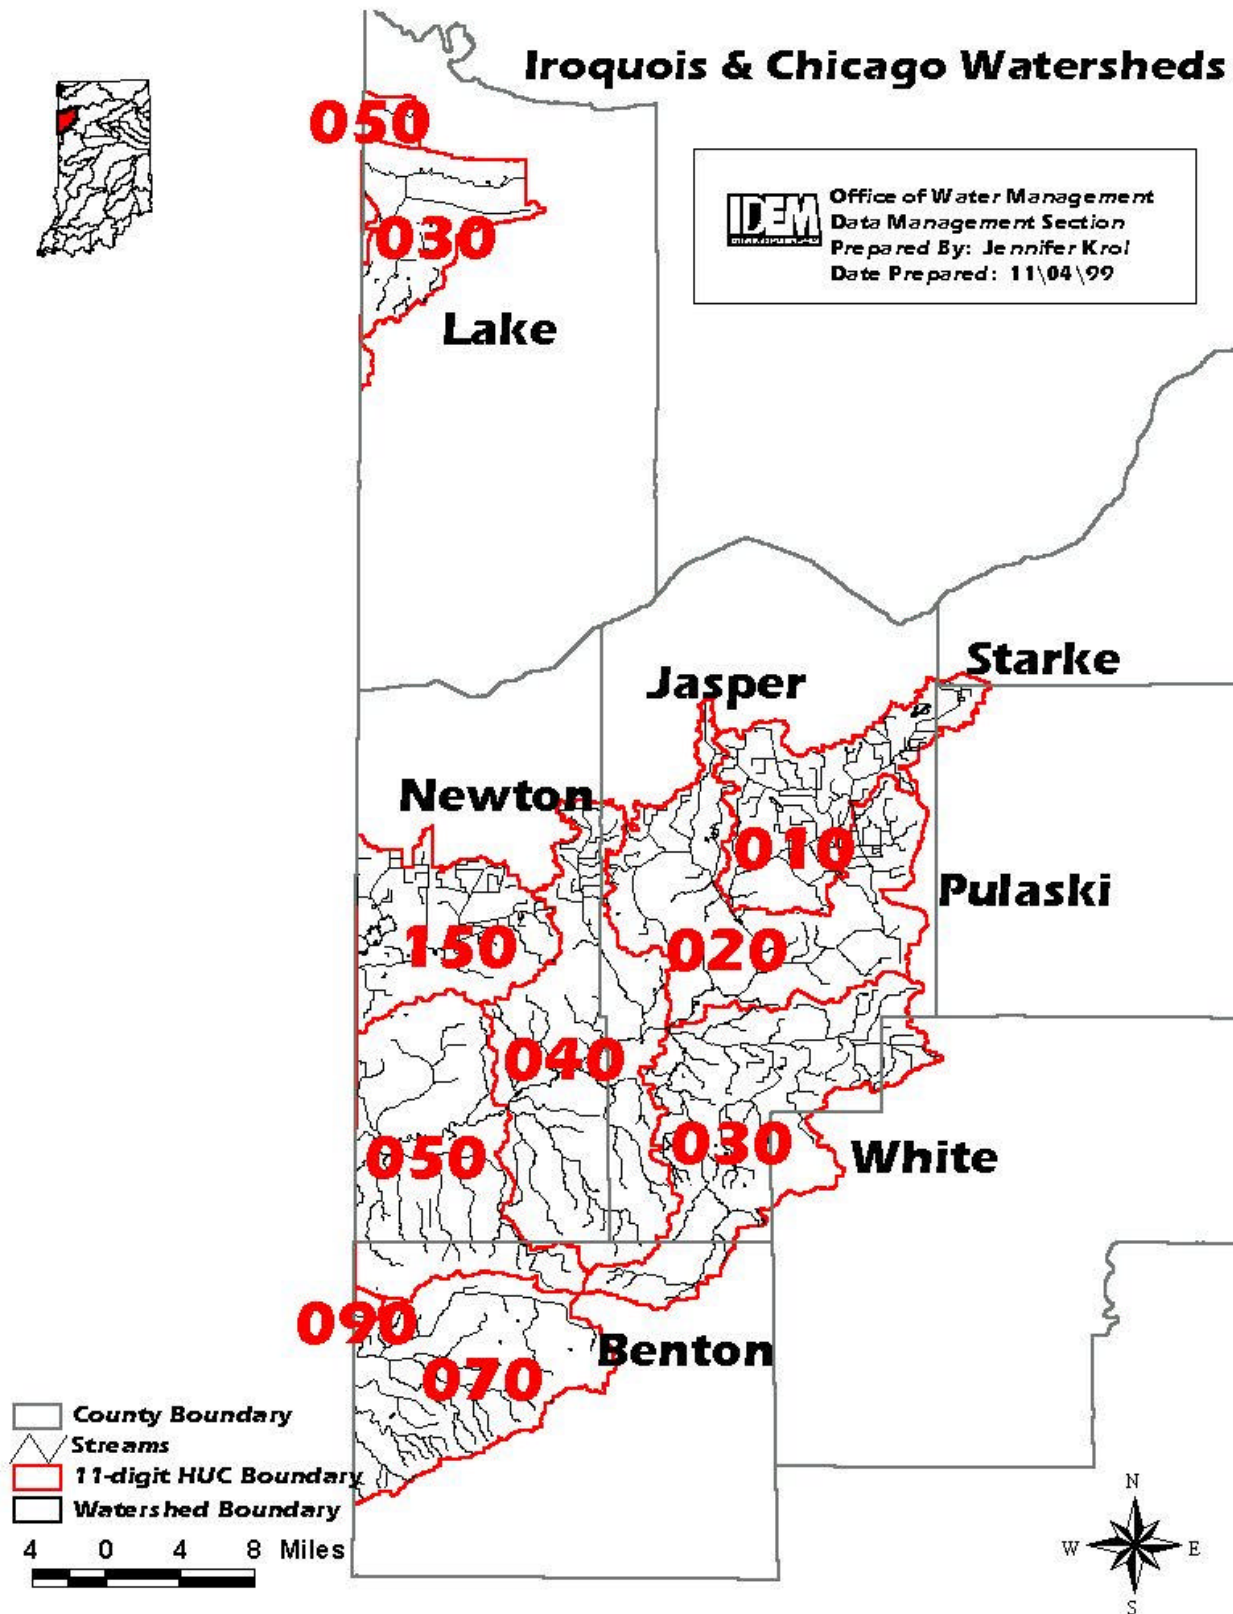 Iroquois & Chicago Watersheds
050
IDEM
Office of Water Management
Data Management Section
Prepared By: Jennifer Krol
Date Prepared: 11\04\99
030
Lake
Starke
Jasper
Newton
010
Pulaski
150
020
040
050
030
White
090
Benton
070
County Boundary
Streams
11-digit HUC Boundary
Watershed Boundary
4 0 4 8 Miles
N
W E
S